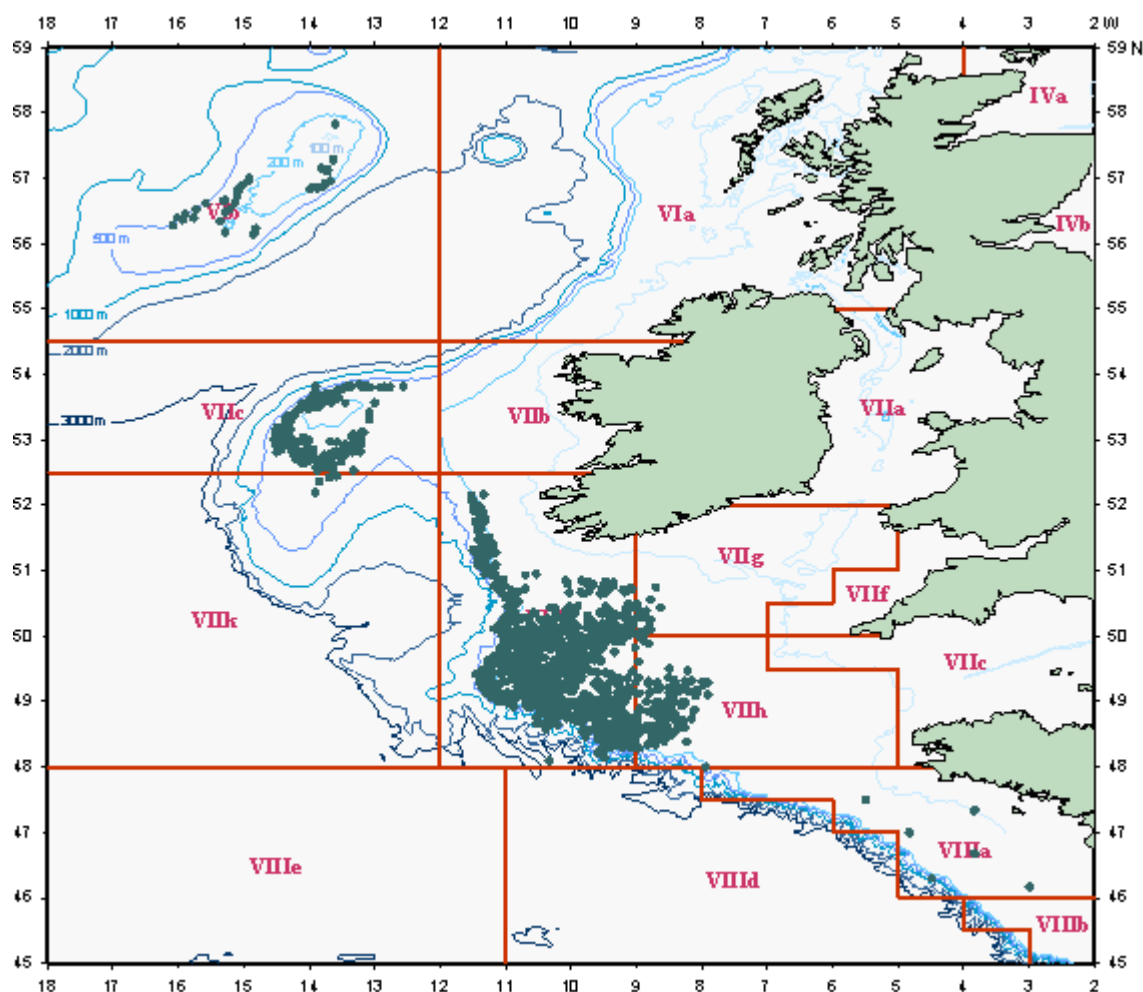 18 17 16 15 14 13 12 11 10 9 8 7 6 5 4 3 2 W
59 59 N
58 58
IVa
100 m
200 m
57 57
VIa
IVb
56 56
500 m
55 55
1000 m
2000 m
54 54
VIIc VIIb VIIa
3000 m
53 53
52 52
VIIg
51 51
VIIf
VIIk
50 50
VIIe
49 49
VIIh
48 48
47 47
VIIIa
VIIIe VIIId
46 46
VIIIb
45 45
18 17 16 15 14 13 12 11 10 9 8 7 6 5 4 3 2